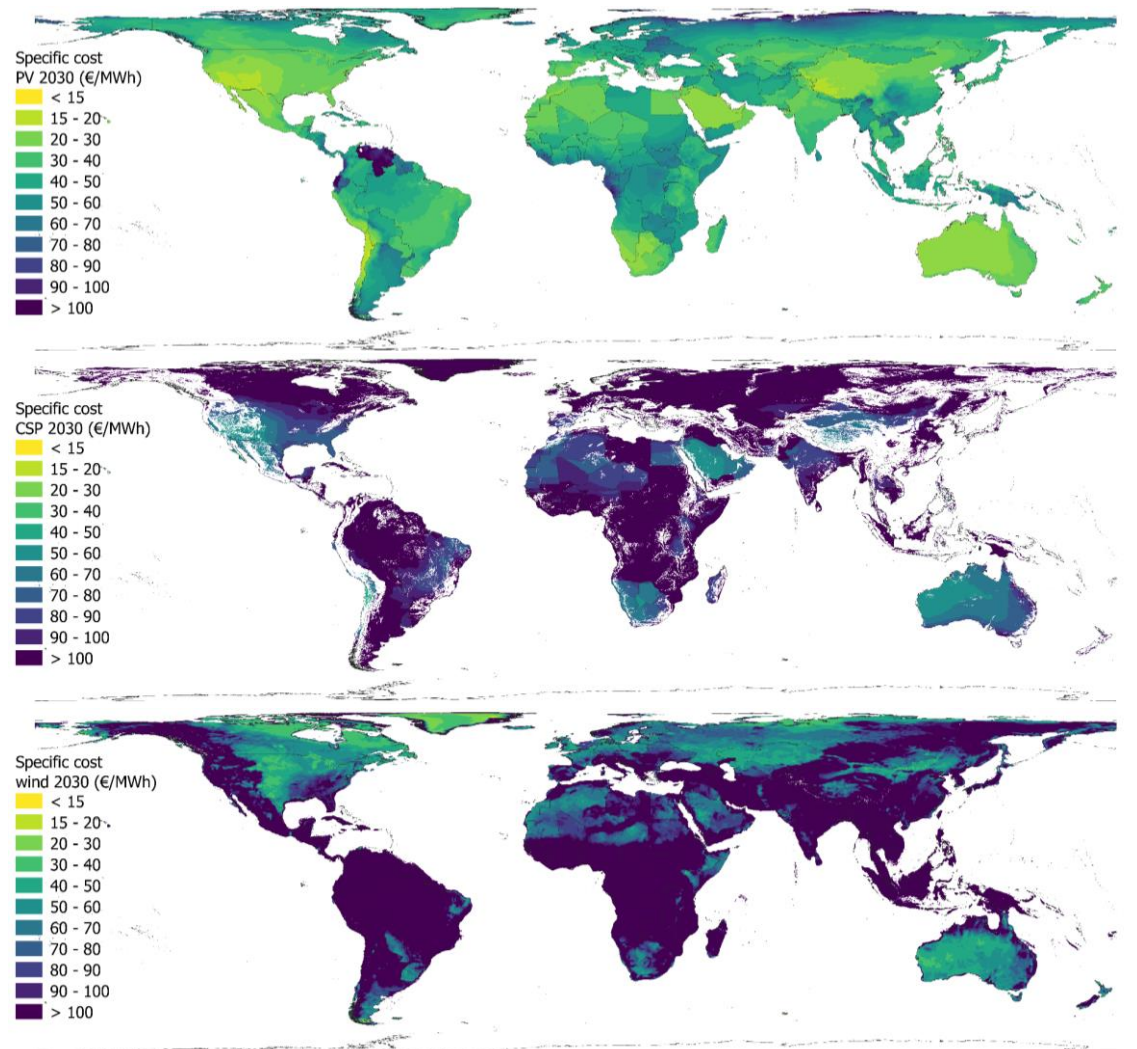 Specific cost
PV 2030 (€/MWh)
< 15
15 - 20
20 - 30
30 - 40
40 - 50
50 - 60
60 - 70
70 - 80
80 - 90
90 - 100
> 100
Specific cost
CSP 2030 (€/MWh)
< 15
15 - 20
20 - 30
30 - 40
40 - 50
50 - 60
60 - 70
70 - 80
80 - 90
90 - 100
> 100
Specific cost
wind 2030 (€/MWh)
< 15
15 - 20
20 - 30
30 - 40
40 - 50
50 - 60
60 - 70
70 - 80
80 - 90
90 - 100
> 100